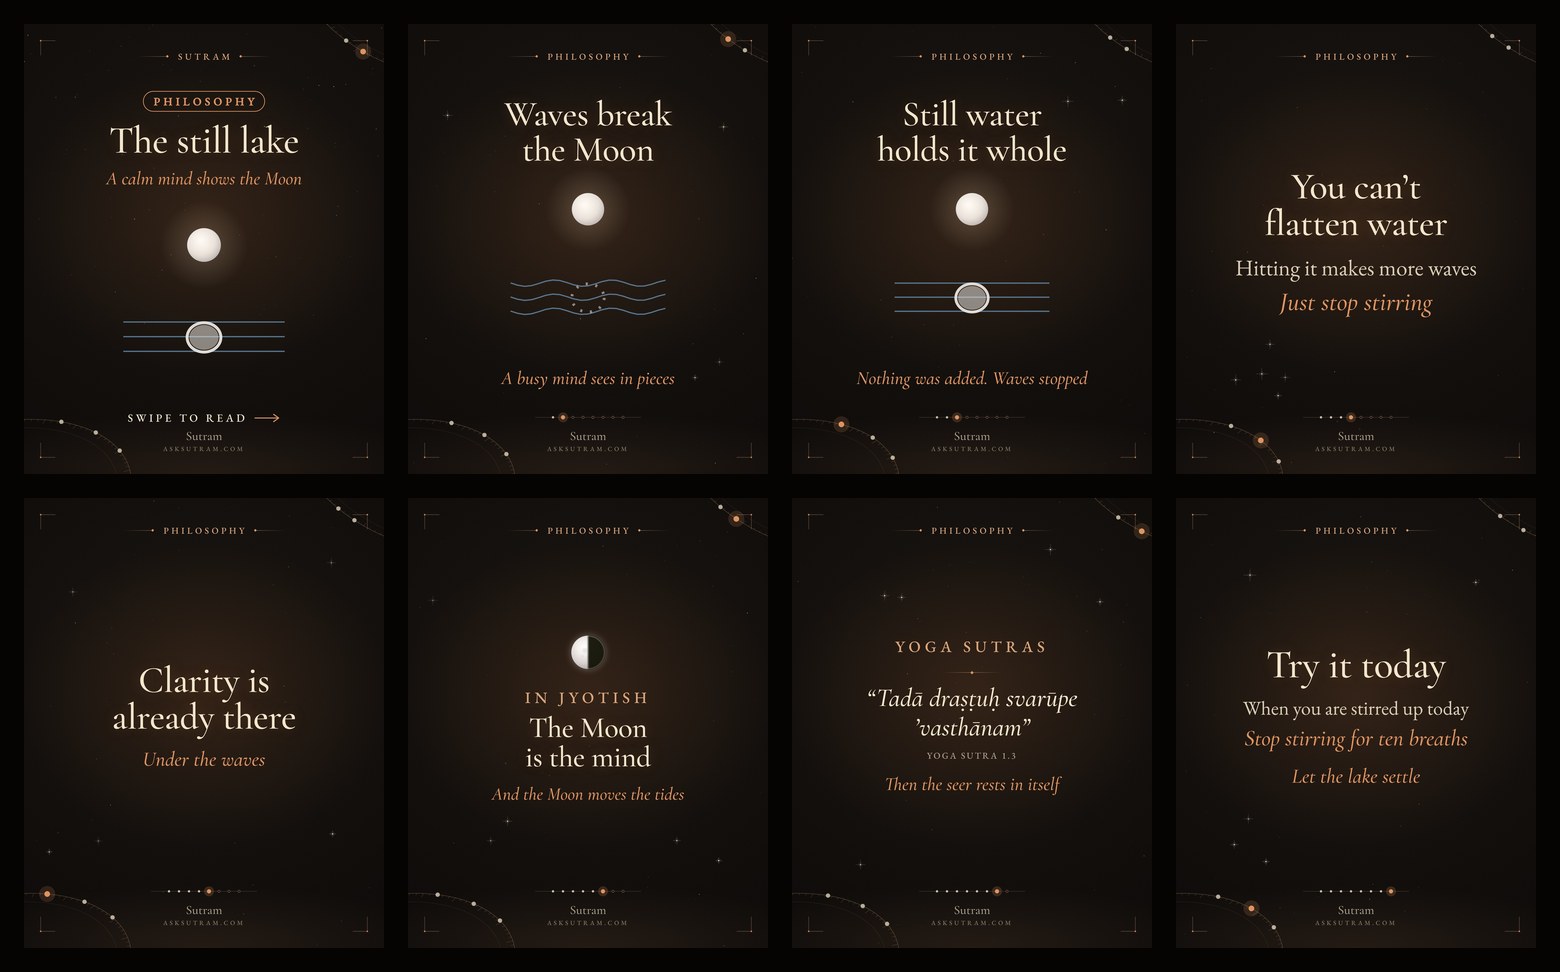 SUTRAM
PHILOSOPHY
The still lake
A calm mind shows the Moon
SWIPE TO READ
Sutram
ASKSUTRAM.COM
PHILOSOPHY
Waves break
the Moon
A busy mind sees in pieces
Sutram
ASKSUTRAM.COM
PHILOSOPHY
Still water
holds it whole
Nothing was added. Waves stopped
Sutram
ASKSUTRAM.COM
PHILOSOPHY
You can’t
flatten water
Hitting it makes more waves
Just stop stirring
Sutram
ASKSUTRAM.COM
PHILOSOPHY
Clarity is
already there
Under the waves
Sutram
ASKSUTRAM.COM
PHILOSOPHY
IN JYOTISH
The Moon
is the mind
And the Moon moves the tides
Sutram
ASKSUTRAM.COM
PHILOSOPHY
YOGA SUTRAS
“Tadā draṣṭuḥ svarūpe
’vasthānam”
YOGA SUTRA 1.3
Then the seer rests in itself
Sutram
ASKSUTRAM.COM
PHILOSOPHY
Try it today
When you are stirred up today
Stop stirring for ten breaths
Let the lake settle
Sutram
ASKSUTRAM.COM